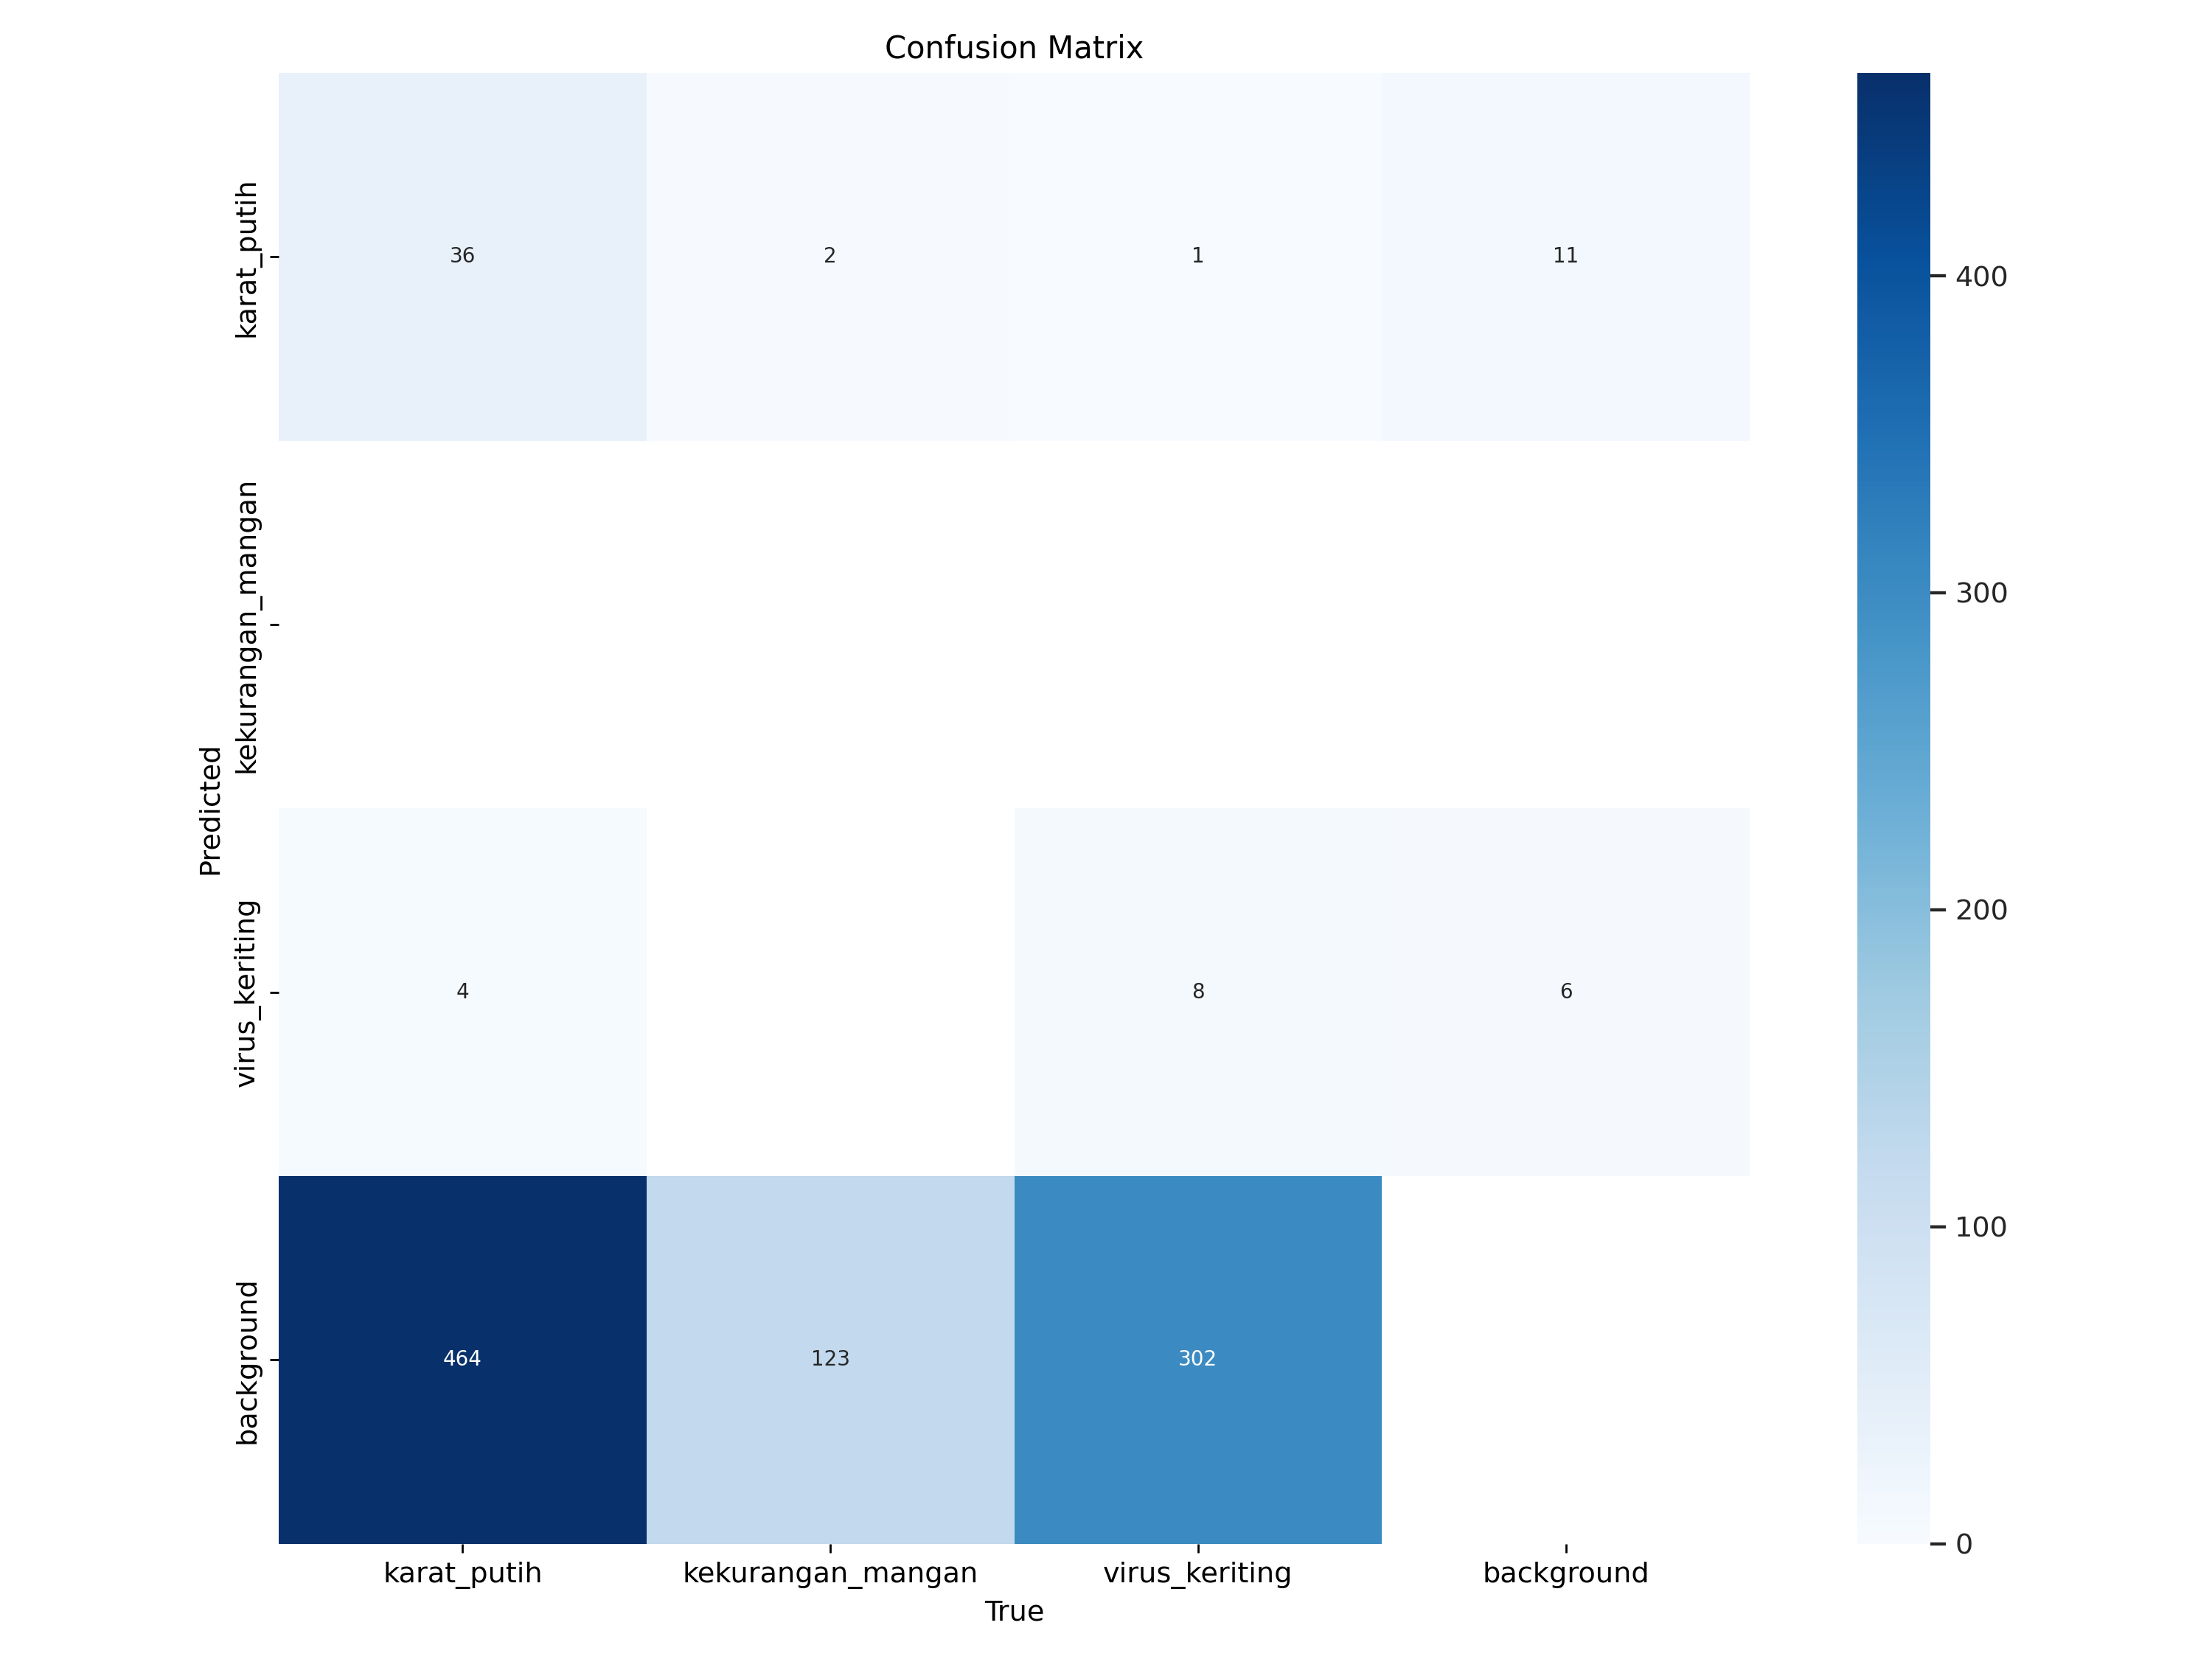 Confusion Matrix
karat_putih
36
2
1
11
kekurangan_mangan
virus_keriting
4
8
6
background
464
123
302
Predicted
karat_putih
kekurangan_mangan
virus_keriting
background
True
400
300
200
100
0